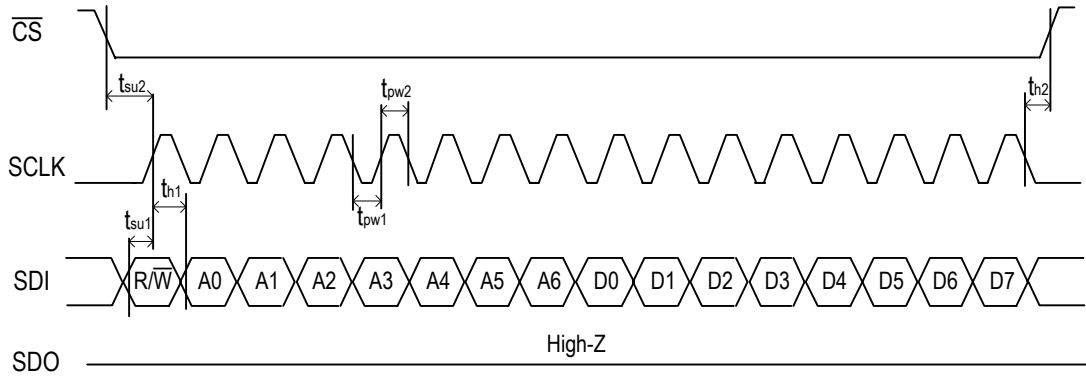 CS
tsu2
tpw2
th2
SCLK
th1
tpw1
tsu1
SDI R/W A0 A1 A2 A3 A4 A5 A6 D0 D1 D2 D3 D4 D5 D6 D7
High-Z
SDO